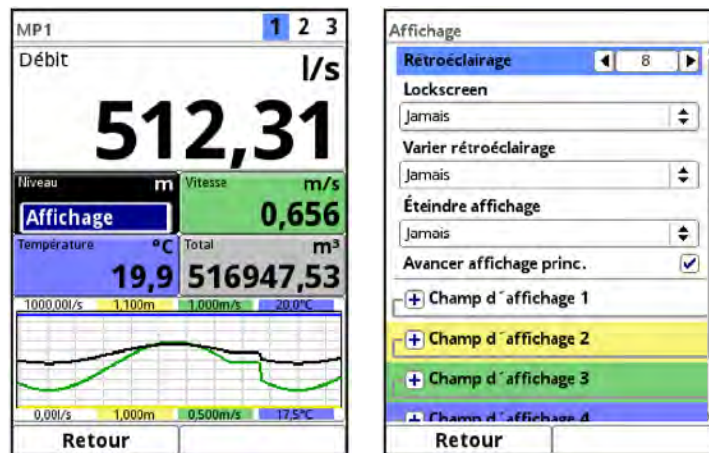 MP1 1 2 3
Débit l/s
512,31
Niveau m Vitesse m/s
Affichage 0,656
Température °C Total m³
19,9 516947,53
1000,00l/s 1,100m 1,000m/s 20,0°C
0,00l/s 1,000m 0,500m/s 17,5°C
Retour
Affichage
Rétroéclairage 8
Lockscreen
Jamais
Varier rétroéclairage
Jamais
Éteindre affichage
Jamais
Avancer affichage princ.
Champ d´affichage 1
Champ d´affichage 2
Champ d´affichage 3
Champ d´affichage 4
Retour